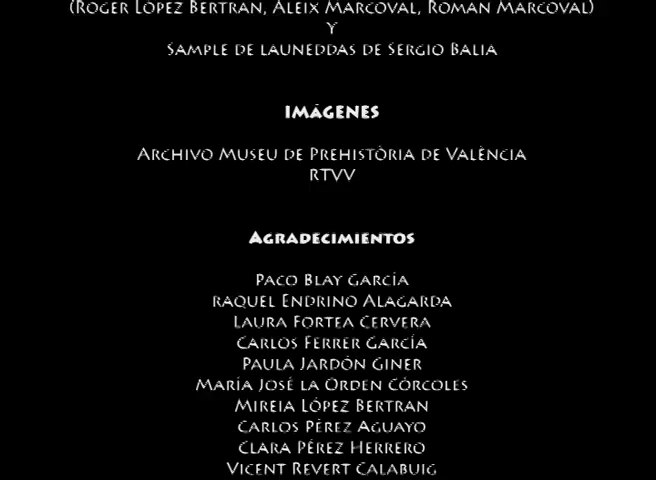 (Roger López Bertran, Àleix Marcoval, Roman Marcoval)
y
Sample de launeddas de Sergio Balia
IMÁGENES
Archivo Museu de Prehistòria de València
RTVV
Agradecimientos
Paco Blay García
Raquel Endrino Alagarda
Laura Fortea Cervera
Carlos Ferrer García
Paula Jardón Giner
María José la Orden Córcoles
Mireia López Bertran
Carlos Pérez Aguayo
Clara Pérez Herrero
Vicent Revert Calabuig